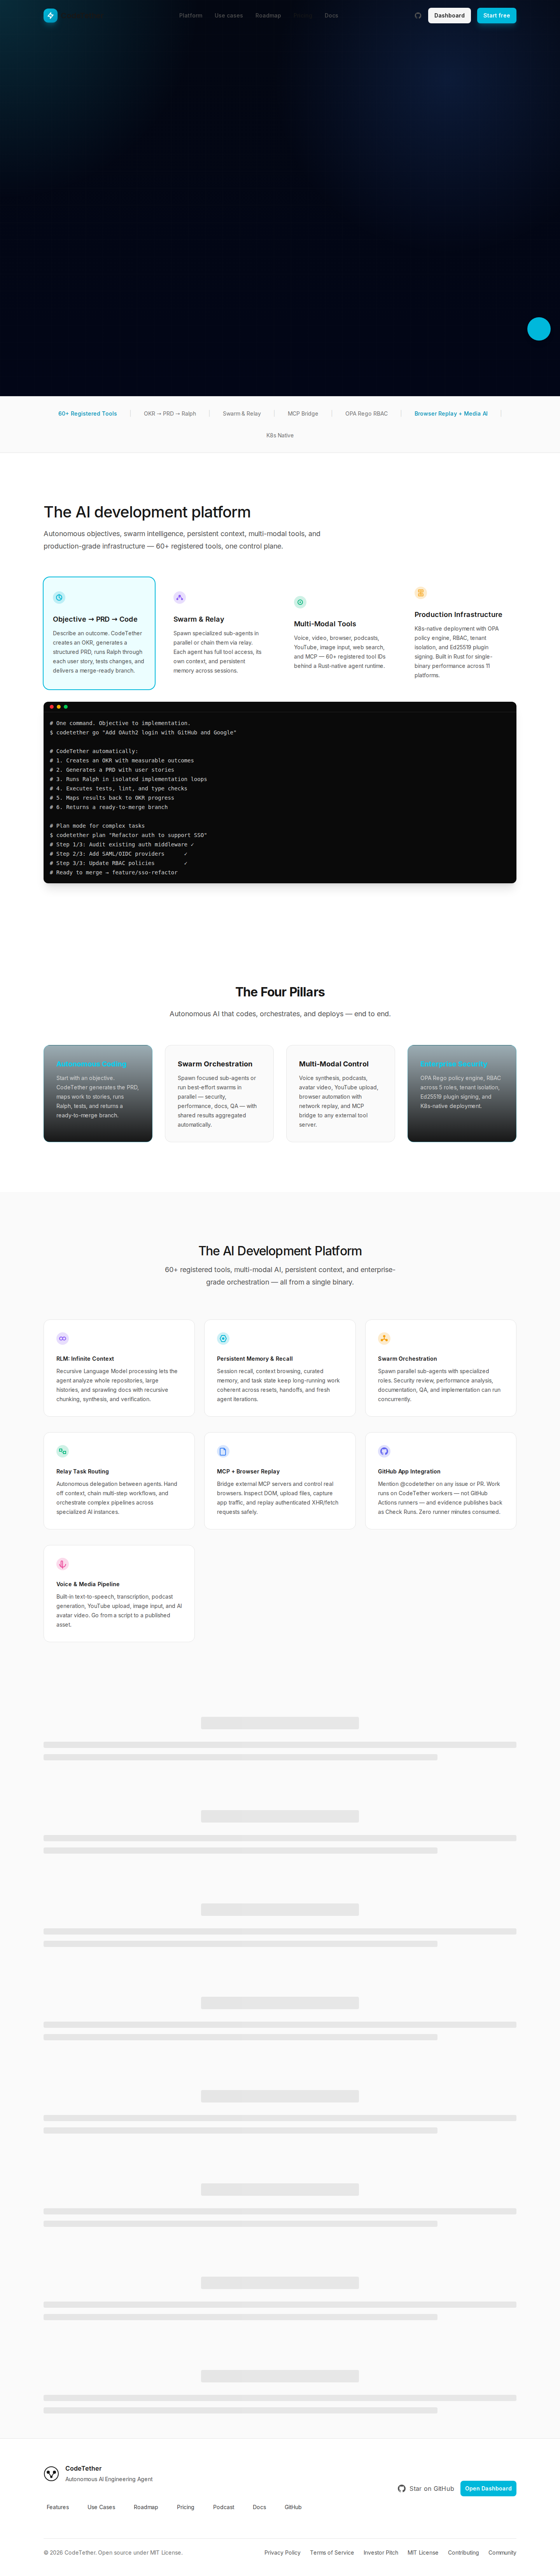 Platform Use cases Roadmap Pricing Docs Dashboard Start free
60+ Registered Tools OKR → PRD → Ralph Swarm & Relay MCP Bridge OPA Rego RBAC Browser Replay + Media AI
K8s Native
The AI development platform
Autonomous objectives, swarm intelligence, persistent context, multi-modal tools, and
production-grade infrastructure — 60+ registered tools, one control plane.
Objective → PRD → Code
Describe an outcome. CodeTether
creates an OKR, generates a
structured PRD, runs Ralph through
each user story, tests changes, and
delivers a merge-ready branch.
Swarm & Relay
Spawn specialized sub-agents in
parallel or chain them via relay.
Each agent has full tool access, its
own context, and persistent
memory across sessions.
Multi-Modal Tools
Voice, video, browser, podcasts,
YouTube, image input, web search,
and MCP — 60+ registered tool IDs
behind a Rust-native agent runtime.
Production Infrastructure
K8s-native deployment with OPA
policy engine, RBAC, tenant
isolation, and Ed25519 plugin
signing. Built in Rust for single-
binary performance across 11
platforms.
# One command. Objective to implementation.
$ codetether go "Add OAuth2 login with GitHub and Google"
# CodeTether automatically:
# 1. Creates an OKR with measurable outcomes
# 2. Generates a PRD with user stories
# 3. Runs Ralph in isolated implementation loops
# 4. Executes tests, lint, and type checks
# 5. Maps results back to OKR progress
# 6. Returns a ready-to-merge branch
# Plan mode for complex tasks
$ codetether plan "Refactor auth to support SSO"
# Step 1/3: Audit existing auth middleware ✓
# Step 2/3: Add SAML/OIDC providers ✓
# Step 3/3: Update RBAC policies ✓
# Ready to merge → feature/sso-refactor
The Four Pillars
Autonomous AI that codes, orchestrates, and deploys — end to end.
Autonomous Coding
Start with an objective.
CodeTether generates the PRD,
maps work to stories, runs
Ralph, tests, and returns a
ready-to-merge branch.
Swarm Orchestration
Run focused sub-agents or
run best-effort swarms in
parallel — security,
performance, docs, QA — with
shared results aggregated
automatically.
Multi-Modal Control
Voice synthesis, podcasts,
avatar video, YouTube upload,
browser automation with
network replay, and MCP
bridge to any external tool
server.
Enterprise Security
OPA Rego policy engine, RBAC
across 5 roles, tenant isolation,
Ed25519 plugin signing, and
K8s-native deployment.
The AI Development Platform
60+ registered tools, multi-modal AI, persistent context, and enterprise-
grade orchestration — all from a single binary.
RLM: Infinite Context
Recursive Language Model processing lets the
agent analyze whole repositories, large
histories, and sprawling docs with recursive
chunking, synthesis, and verification.
Persistent Memory & Recall
Session recall, context browsing, curated
memory, and task state keep long-running work
coherent across resets, handoffs, and fresh
agent iterations.
Swarm Orchestration
Spawn parallel sub-agents with specialized
roles. Security review, performance analysis,
documentation, QA, and implementation can run
concurrently.
Relay Task Routing
Autonomous delegation between agents. Hand
off context, chain multi-step workflows, and
orchestrate complex pipelines across
specialized AI instances.
MCP + Browser Replay
Bridge external MCP servers and control real
browsers. Inspect DOM, upload files, capture
app traffic, and replay authenticated XHR/fetch
requests safely.
GitHub App Integration
Mention @codetether on any issue or PR. Work
runs on CodeTether workers — not GitHub
Actions runners — and evidence publishes back
as Check Runs. Zero runner minutes consumed.
Voice & Media Pipeline
Built-in text-to-speech, transcription, podcast
generation, YouTube upload, image input, and AI
avatar video. Go from a script to a published
asset.
CodeTether
Autonomous AI Engineering Agent
Star on GitHub Open Dashboard
Features Use Cases Roadmap Pricing Podcast Docs GitHub
© 2026 CodeTether. Open source under MIT License. Privacy Policy Terms of Service Investor Pitch MIT License Contributing Community